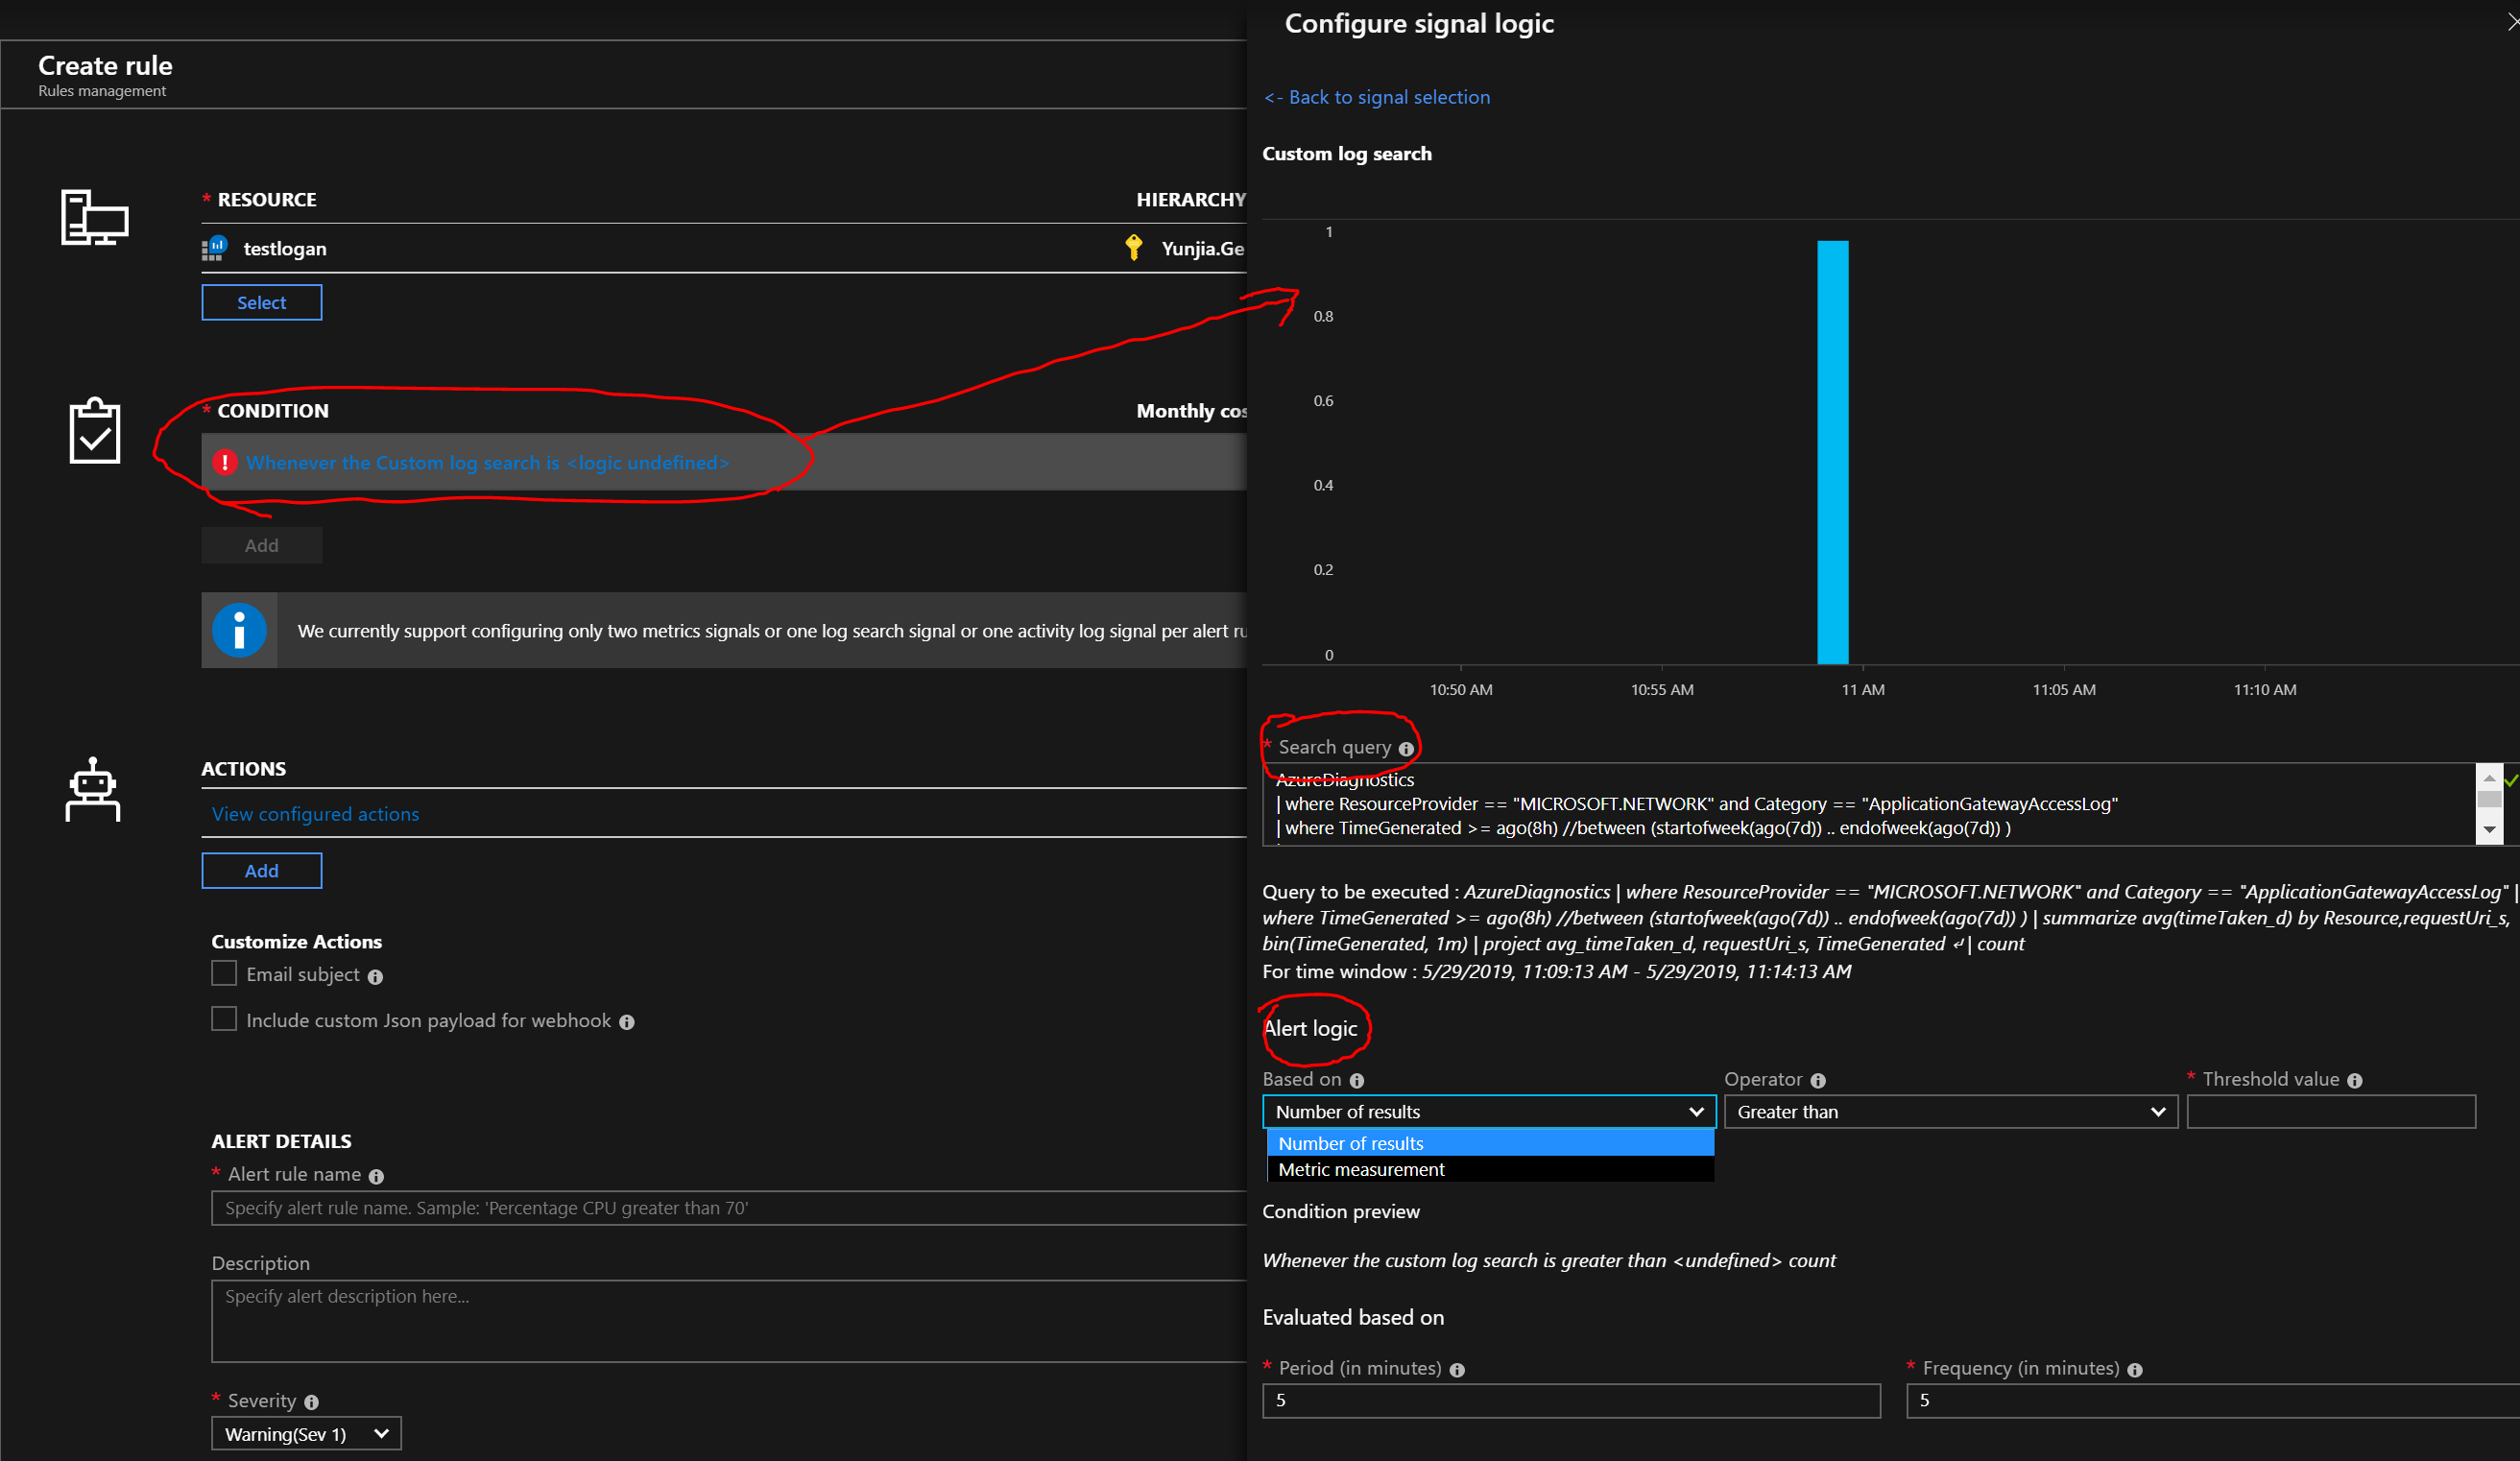 Create rule
Rules management
* RESOURCE
HIERARCHY
testlogan
Yunjia.Ge
Select
* CONDITION
Monthly cos
Whenever the Custom log search is <logic undefined>
Add
We currently support configuring only two metrics signals or one log search signal or one activity log signal per alert ru
ACTIONS
View configured actions
Add
Customize Actions
Email subject
Include custom Json payload for webhook
ALERT DETAILS
* Alert rule name
Specify alert rule name. Sample: 'Percentage CPU greater than 70'
Description
Specify alert description here...
* Severity
Warning(Sev 1)
Configure signal logic
<- Back to signal selection
Custom log search
1
0.8
0.6
0.4
0.2
0
10:50 AM
10:55 AM
11 AM
11:05 AM
11:10 AM
* Search query
AzureDiagnostics
| where ResourceProvider == "MICROSOFT.NETWORK" and Category == "ApplicationGatewayAccessLog"
| where TimeGenerated >= ago(8h) //between (startofweek(ago(7d)) .. endofweek(ago(7d)) )
Query to be executed : AzureDiagnostics | where ResourceProvider == "MICROSOFT.NETWORK" and Category == "ApplicationGatewayAccessLog" |
where TimeGenerated >= ago(8h) //between (startofweek(ago(7d)) .. endofweek(ago(7d)) ) | summarize avg(timeTaken_d) by Resource,requestUri_s,
bin(TimeGenerated, 1m) | project avg_timeTaken_d, requestUri_s, TimeGenerated ↵ | count
For time window : 5/29/2019, 11:09:13 AM - 5/29/2019, 11:14:13 AM
Alert logic
Based on
Operator
* Threshold value
Number of results
Greater than
Number of results
Metric measurement
Condition preview
Whenever the custom log search is greater than <undefined> count
Evaluated based on
* Period (in minutes)
* Frequency (in minutes)
5
5